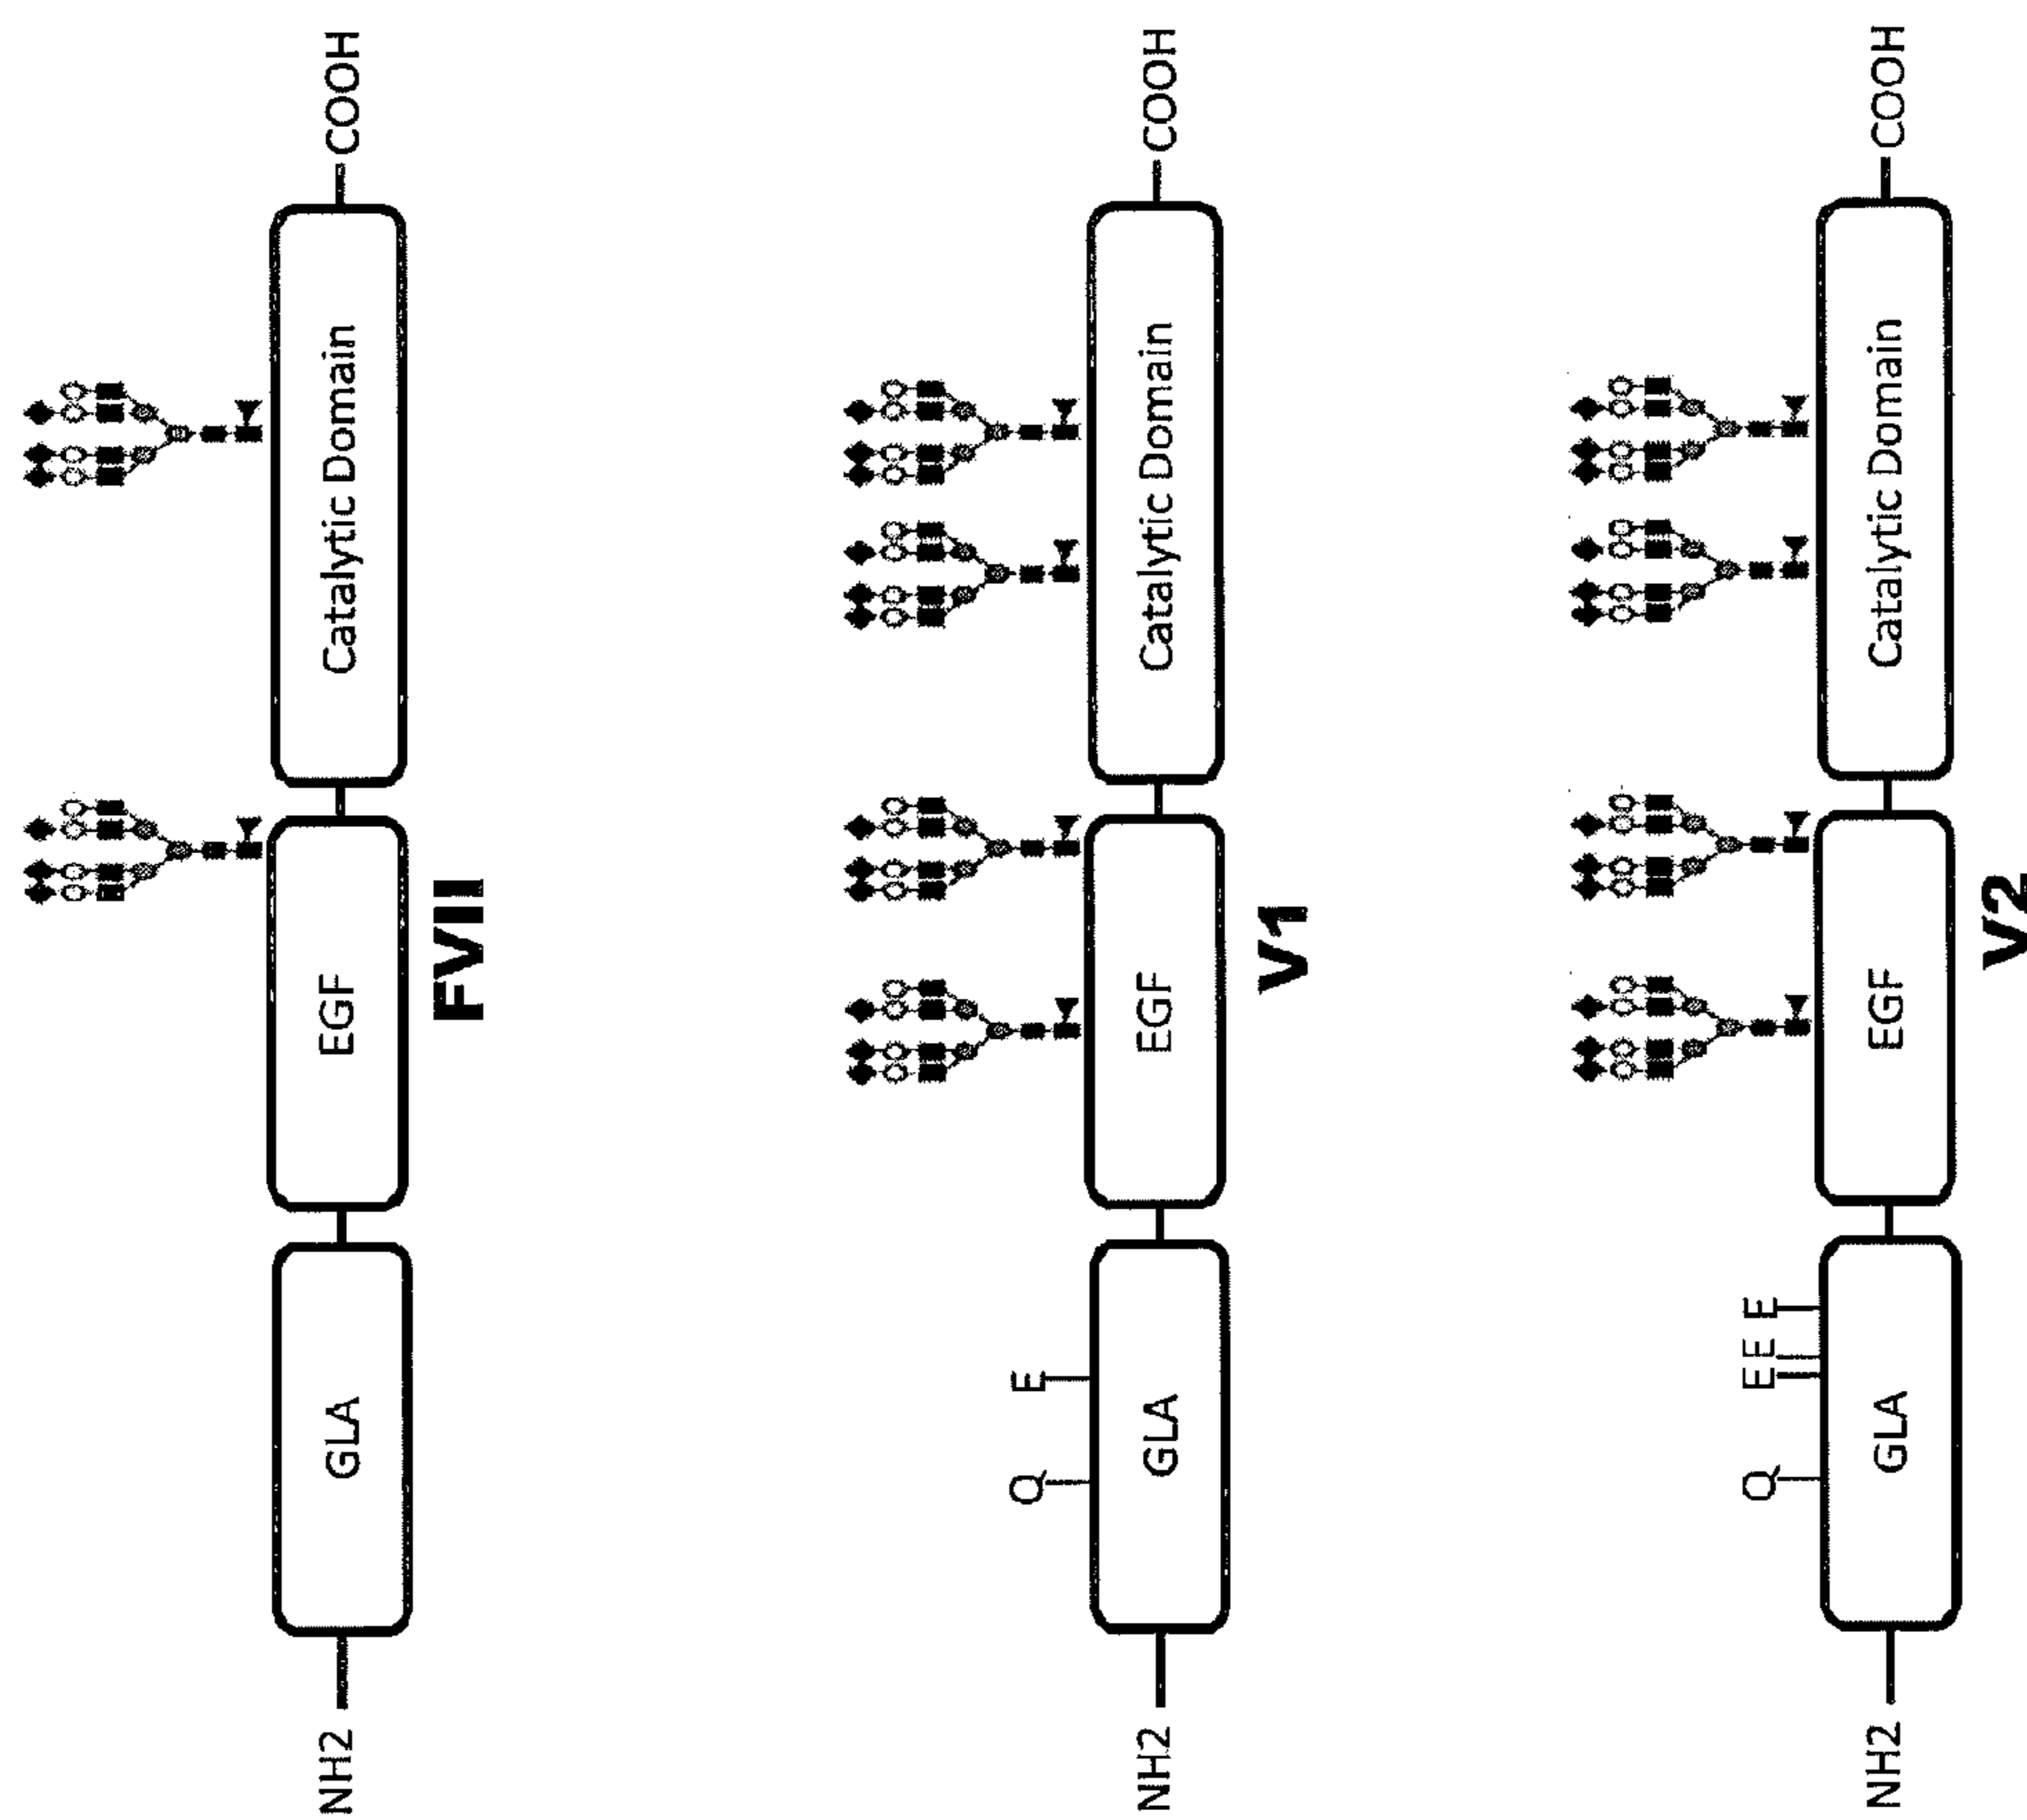 NH2 GLA EGF Catalytic Domain COOH
FVII
Q E
NH2 GLA EGF Catalytic Domain COOH
V1
Q E E E
NH2 GLA EGF Catalytic Domain COOH
V2